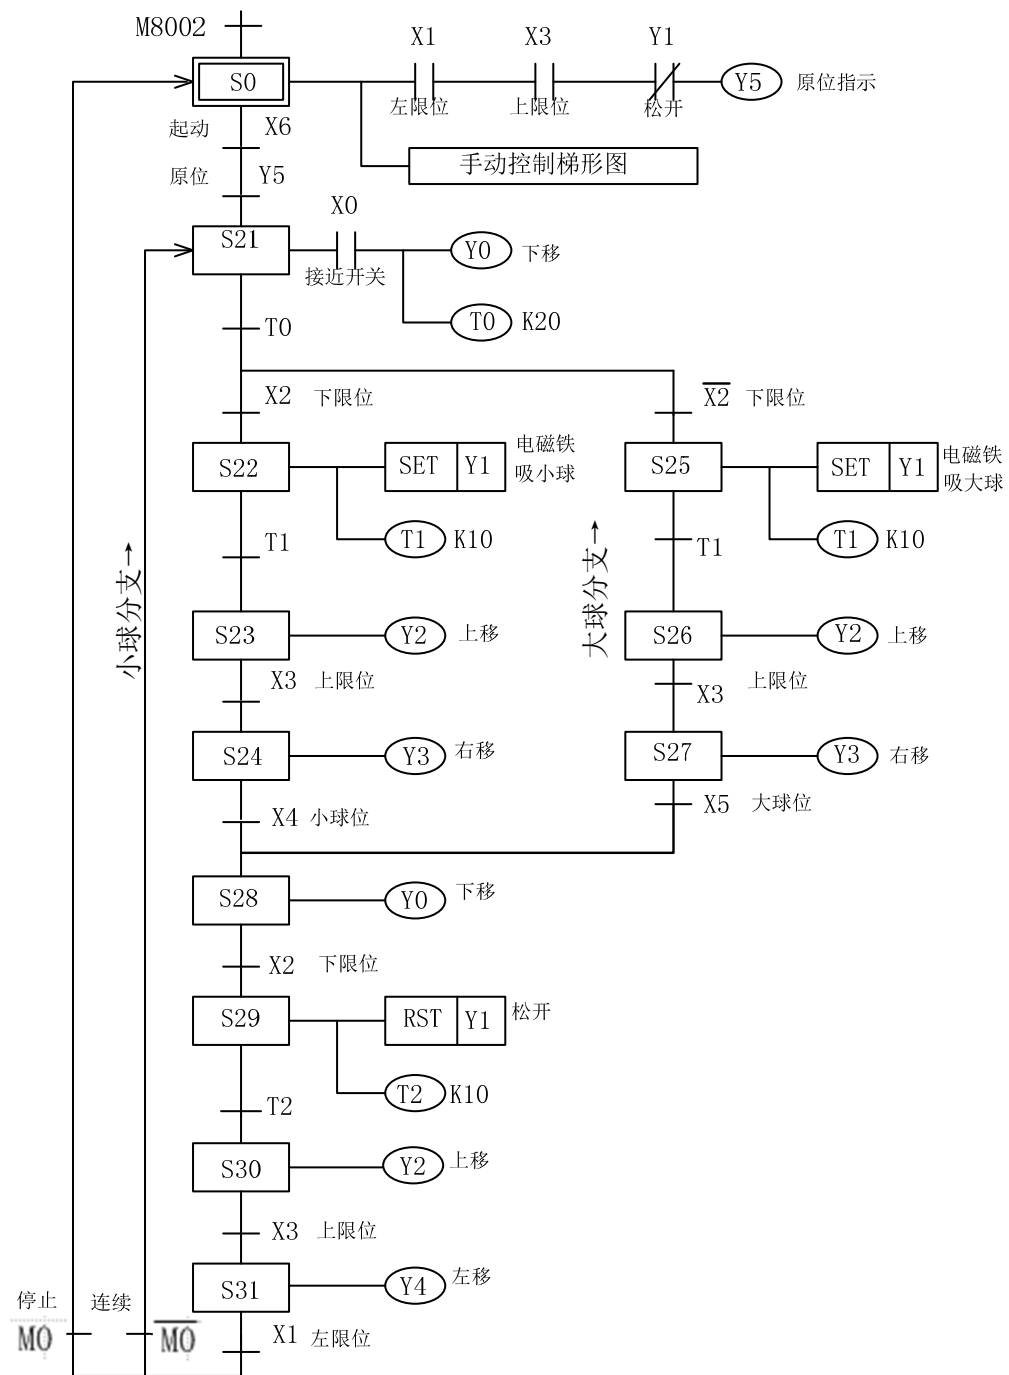 M8002
X1 X3 Y1
S0 Y5 原位指示
左限位 上限位 松开
起动 X6
手动控制梯形图
原位 Y5
X0
S21 Y0 下移
接近开关
T0 T0 K20
X2 下限位 X2 下限位
S22 SET Y1 电磁铁
吸小球
S25 SET Y1 电磁铁
吸大球
T1 T1 K10 T1 T1 K10
小球分支→
大球分支→
S23 Y2 上移 S26 Y2 上移
X3 上限位 X3 上限位
S24 Y3 右移 S27 Y3 右移
X4 小球位 X5 大球位
S28 Y0 下移
X2 下限位
S29 RST Y1 松开
T2 K10
T2
S30 Y2 上移
X3 上限位
S31 Y4 左移
停止 连续
M0 M0 X1 左限位